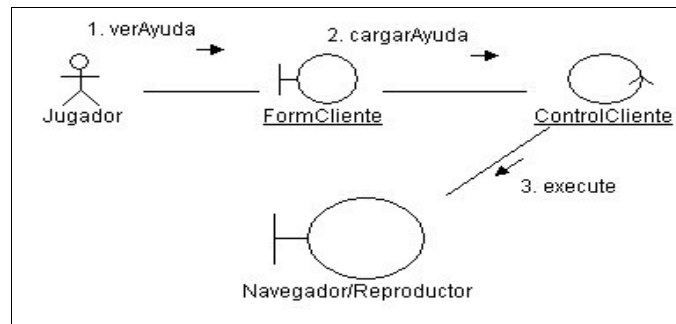 1. verAyuda
2. cargarAyuda
Jugador
FormCliente
ControlCliente
3. execute
Navegador/Reproductor